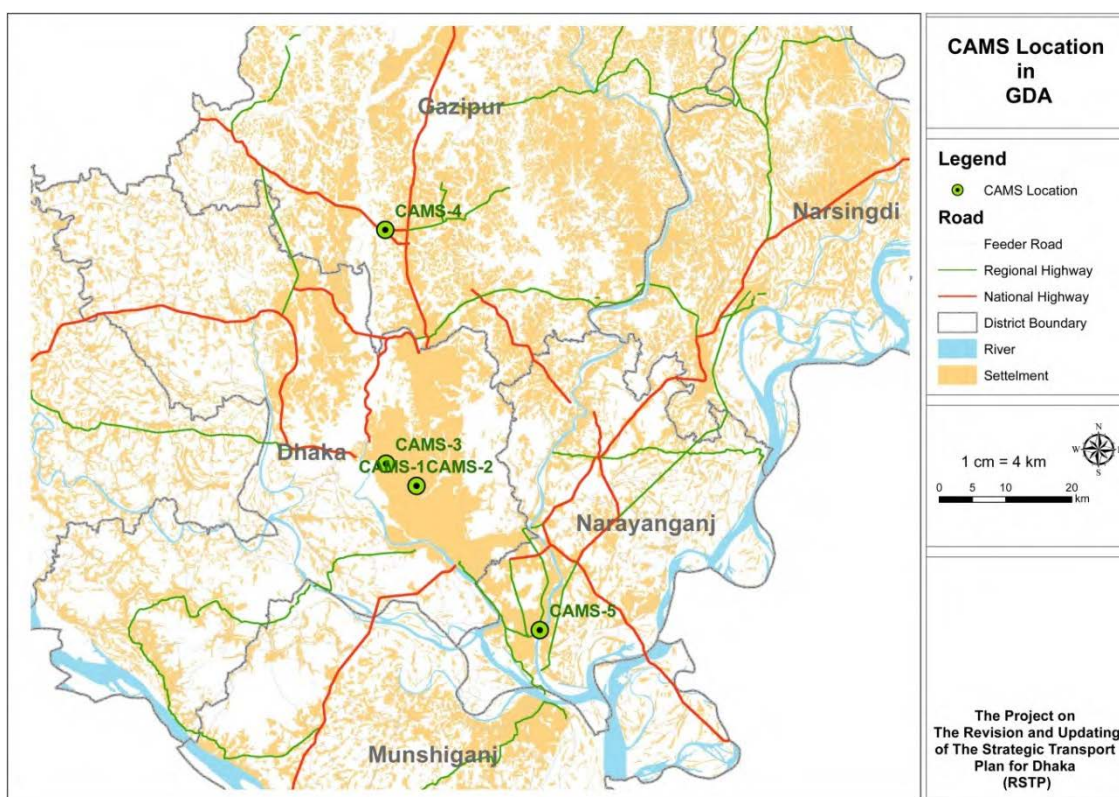 CAMS Location
in
GDA
Legend
CAMS Location
Road
Feeder Road
Regional Highway
National Highway
District Boundary
River
Settelment
N
W
S
1 cm = 4 km
0 5 10 20
km
The Project on
The Revision and Updating
of The Strategic Transport
Plan for Dhaka
(RSTP)
Gazipur
CAMS-4
Narsingdi
CAMS-3
Dhaka
CAMS-1CAMS-2
Narayanganj
CAMS-5
Munshiganj